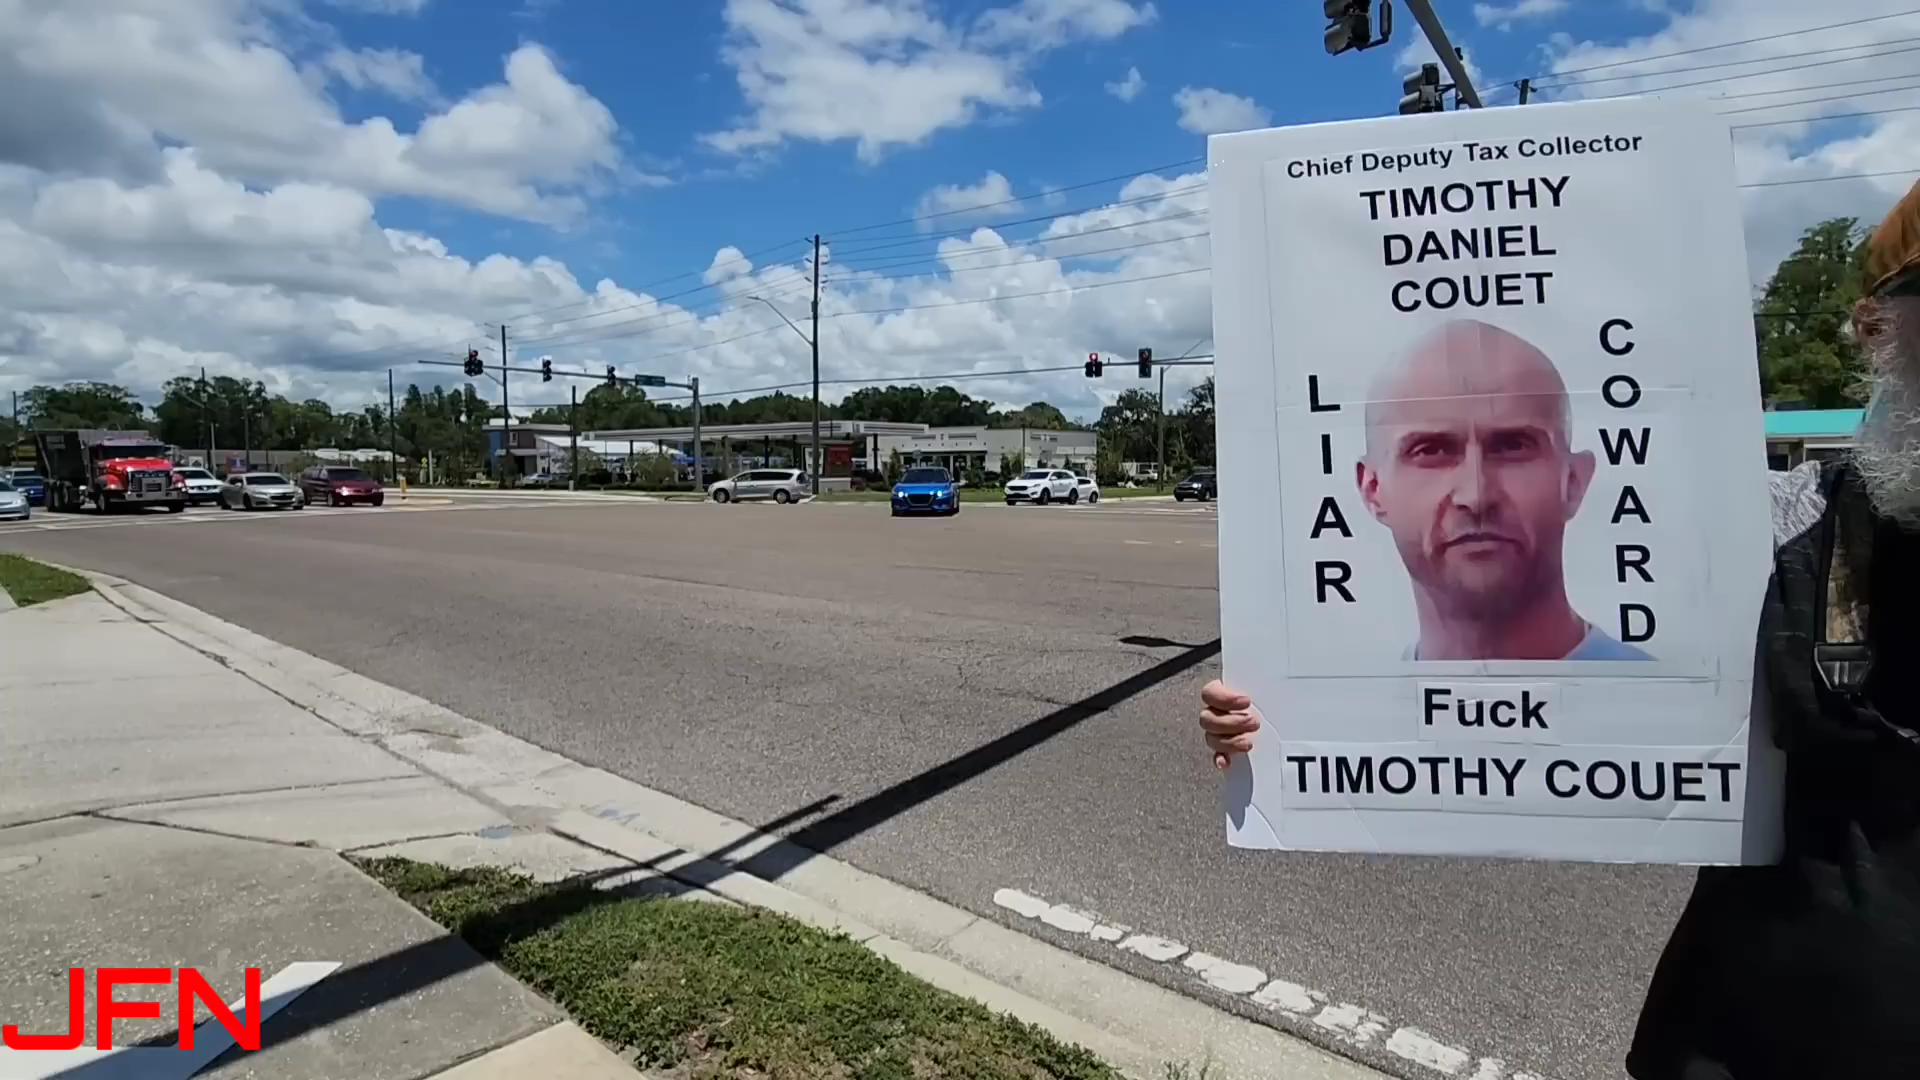 Chief Deputy Tax Collector
TIMOTHY
DANIEL
COUET
LIAR
COWARD
Fuck
TIMOTHY COUET
JFN